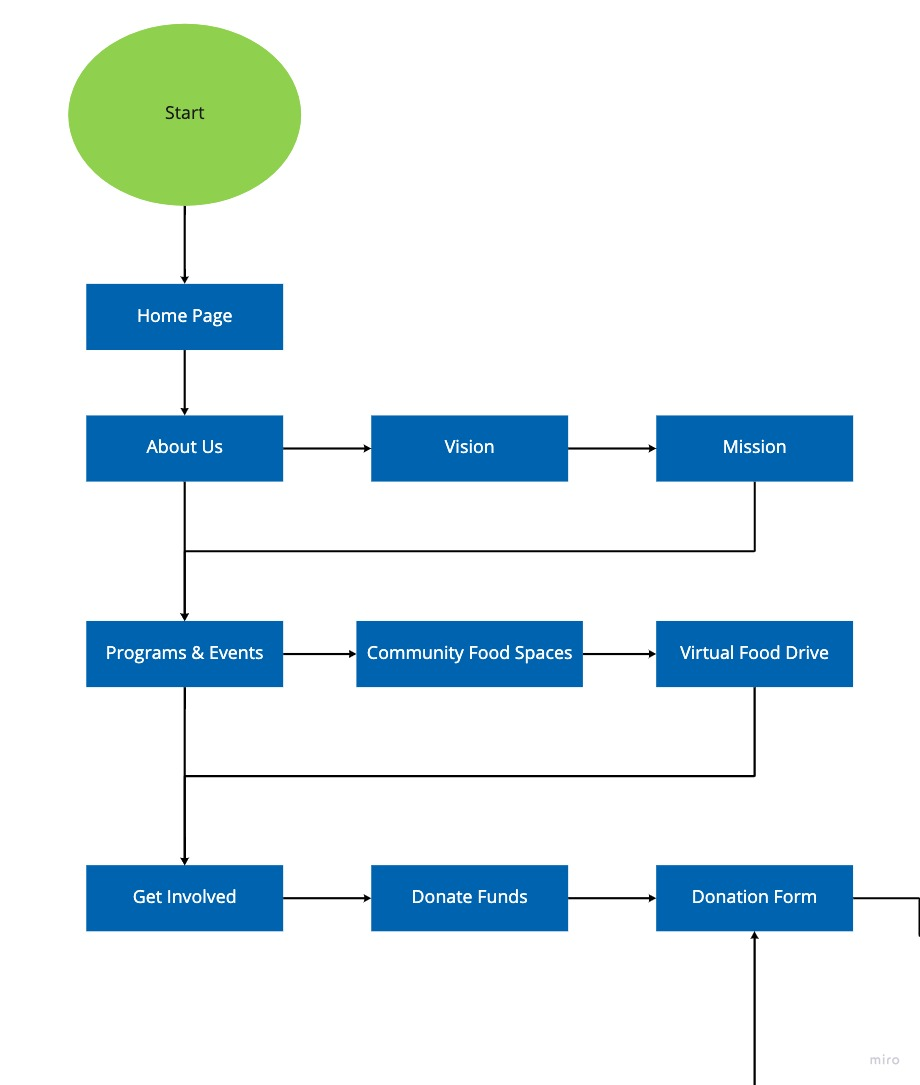 Start
Home Page
About Us
Vision
Mission
Programs & Events
Community Food Spaces
Virtual Food Drive
Get Involved
Donate Funds
Donation Form
miro